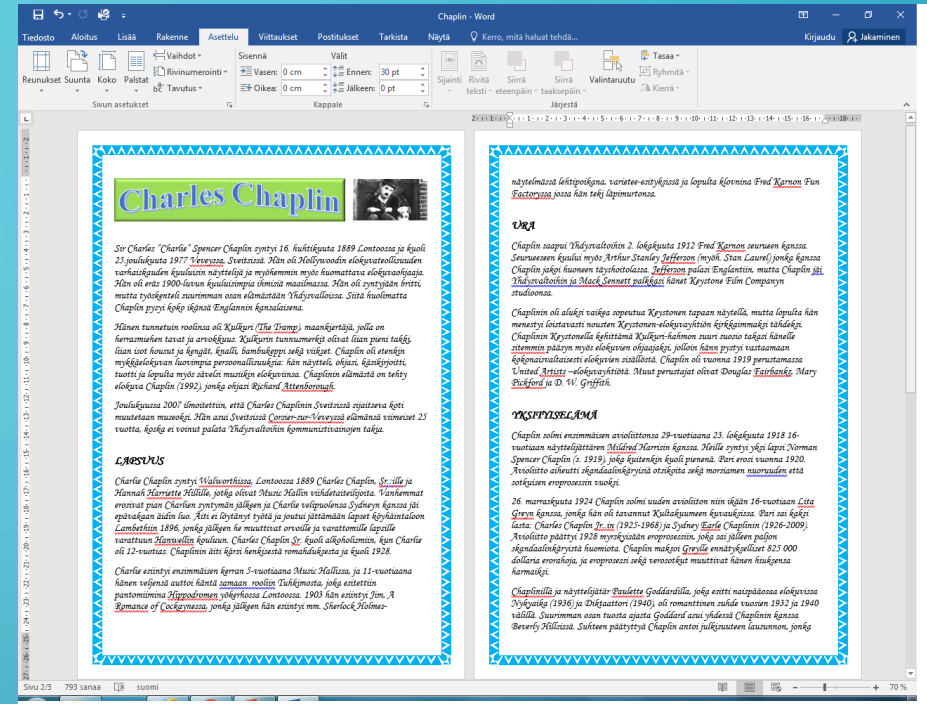 Chaplin - Word
Tiedosto Aloitus Lisää Rakenne Asettelu Viittaukset Postitukset Tarkista Näytä Kerro, mitä haluat tehdä... Kirjaudu Jakaminen
Reunukset Suunta Koko Palstat
Vaihdot
Rivinumerointi
Tavutus
Sivun asetukset
Sisennä Välit
Vasen: 0 cm Ennen: 30 pt
Oikea: 0 cm Jälkeen: 0 pt
Kappale
Sijainti Rivitä teksti Siirrä eteenpäin Siirrä taaksepäin Valintaruutu
Tasaa
Ryhmitä
Kierrä
Järjestä
Charles Chaplin
Sir Charles "Charlie" Spencer Chaplin syntyi 16. huhtikuuta 1889 Lontoossa ja kuoli
25.joulukuuta 1977 Veveyssa, Sveitsissä. Hän oli Hollywoodin elokuvateollisuuden
varhaiskauden kuuluisin näyttelijä ja myöhemmin myös huomattava elokuvaohjaaja.
Hän oli eräs 1900-luvun kuuluisimpia ihmisiä maailmassa. Hän oli syntyjään britti,
mutta työskenteli suurimman osan elämästään Yhdysvalloissa. Siitä huolimatta
Chaplin pysyi koko ikänsä Englannin kansalaisena.
Hänen tunnetuin roolinsa oli Kulkuri (The Tramp), maankiertäjä, jolla on
herrasmiehen tavat ja arvokkuus. Kulkurin tunnusmerkit olivat liian pieni takki,
liian isot housut ja kengät, knalli, bambukeppi sekä viikset. Chaplin oli etenkin
mykkäelokuvan luovimpia persoonallisuuksia: hän näytteli, ohjasi, käsikirjoitti,
tuotti ja lopulta myös sävelsi musiikin elokuviinsa. Chaplinin elämästä on tehty
elokuva Chaplin (1992), jonka ohjasi Richard Attenborough.
Joulukuussa 2007 ilmoitettiin, että Charles Chaplinin Sveitsissä sijaitseva koti
muutetaan museoksi. Hän asui Sveitsissä Corsier-sur-Veveyssä elämänsä viimeiset 25
vuotta, koska ei voinut palata Yhdysvaltoihin kommunistivainojen takia.
LAPSUUS
Charlie Chaplin syntyi Walworthissa, Lontoossa 1889 Charles Chaplin, Sr.:ille ja
Hannah Harriette Hillille, jotka olivat Music Hallin viihdetaiteilijoita. Vanhemmat
erosivat pian Charlien syntymän jälkeen ja Charlie velipuolensa Sydneyn kanssa jäi
epävakaan äidin luo. Äiti ei löytänyt työtä ja joutui jättämään lapset köyhäintaloon
Lambethiin 1896, jonka jälkeen he muuttivat orvoille ja varattomille lapsille
varattuun Hanwellin kouluun. Charles Chaplin Sr. kuoli alkoholismiin, kun Charlie
oli 12-vuotias. Chaplinin äiti kärsi henkisestä romahduksesta ja kuoli 1928.
Charlie esiintyi ensimmäisen kerran 5-vuotiaana Music Hallissa, ja 11-vuotiaana
hänen veljensä auttoi häntä samaan roolin Tuhkimosta, joka esitettiin
pantomiimina Hippodromen yökerhossa Lontoossa. 1903 hän esiintyi Jim, A
Romance of Cockaynessa, jonka jälkeen hän esiintyi mm. Sherlock Holmes-
näytelmässä lehtipoikana, varietee-esityksissä ja lopulta klovnina Fred Karnon Fun
Factoryssa jossa hän teki läpimurtonsa.
URA
Chaplin saapui Yhdysvaltoihin 2. lokakuuta 1912 Fred Karnon seurueen kanssa.
Seurueeseen kuului myös Arthur Stanley Jefferson (myöh. Stan Laurel) jonka kanssa
Chaplin jakoi huoneen täyshoitolassa. Jefferson palasi Englantiin, mutta Chaplin jäi
Yhdysvaltoihin ja Mack Sennett palkkasi hänet Keystone Film Companyn
studioonsa.
Chaplinin oli aluksi vaikea sopeutua Keystonen tapaan näytellä, mutta lopulta hän
menestyi loistavasti nousten Keystonen-elokuvayhtiön kirkkaimmaksi tähdeksi.
Chaplinin Keystonella kehittämä Kulkuri-hahmon suuri suosio takasi hänelle
sitemmin pääsyn myös elokuvien ohjaajaksi, jolloin hänn pystyi vastaamaan
kokonaisvaltaisesti elokuvien sisällöstä. Chaplin oli vuonna 1919 perustamassa
United Artists –elokuvayhtiötä. Muut perustajat olivat Douglas Fairbanks, Mary
Pickford ja D. W. Griffith.
YKSITYISELÄMÄ
Chaplin solmi ensimmäisen avioliittonsa 29-vuotiaana 23. lokakuuta 1918 16-
vuotiaan näyttelijättären Mildred Harrisin kanssa. Heille syntyi yksi lapsi Norman
Spencer Chaplin (s. 1919), joka kuitenkin kuoli pienenä. Pari erosi vuonna 1920.
Avioliitto aiheutti skandaalinkäryisiä otsikoita sekä morsiamen nuoruuden että
sotkuisen eroprosessin vuoksi.
26. marraskuuta 1924 Chaplin solmi uuden avioliiton niin ikään 16-vuotiaan Lita
Greyn kanssa, jonka hän oli tavannut Kultakuumeen kuvauksissa. Pari sai kaksi
lasta: Charles Chaplin Jr.:in (1925-1968) ja Sydney Earle Chaplinin (1926-2009).
Avioliitto päättyi 1928 myrskyisään eroprosessiin, joka sai jälleen paljon
skandaalinkäryistä huomiota. Chaplin maksoi Greylle ennätykselliset 825 000
dollaria erorahoja, ja eroprosessi sekä verosotkut muuttivat hänen hiuksensa
harmaiksi.
Chaplinillä ja näyttelijätär Paulette Goddardilla, joka esitti naispääosaa elokuvissa
Nykyaika (1936) ja Diktaattori (1940), oli romanttinen suhde vuosien 1932 ja 1940
välillä. Suurimman osan tuosta ajasta Goddard asui yhdessä Chaplinin kanssa
Beverly Hillsissä. Suhteen päätyttyä Chaplin antoi julkisuuteen lausunnon, jonka
Sivu 2/3 793 sanaa suomi 70 %